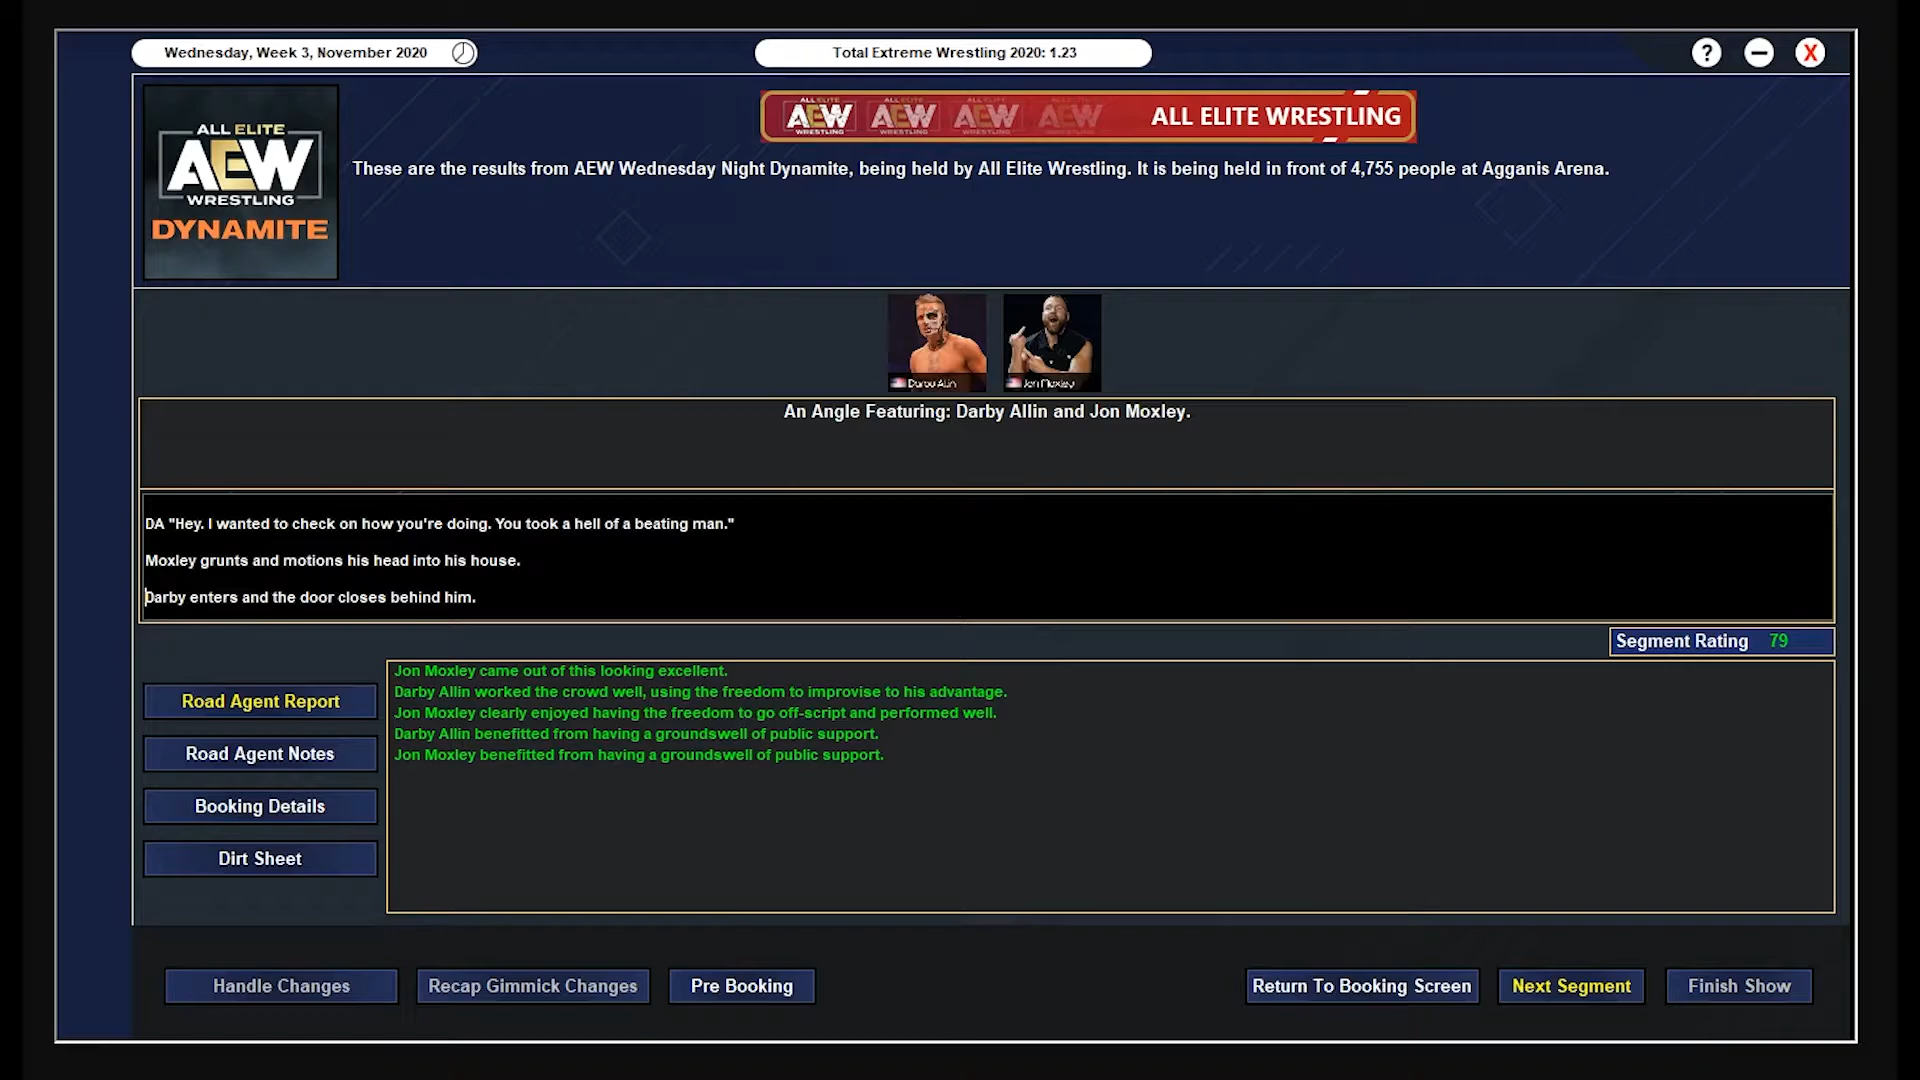 Wednesday, Week 3, November 2020
Total Extreme Wrestling 2020: 1.23
?
X
ALL ELITE
AEW
WRESTLING
DYNAMITE
ALL ELITE
AEW
WRESTLING
ALL ELITE
AEW
WRESTLING
ALL ELITE
AEW
WRESTLING
AEW
ALL ELITE WRESTLING
These are the results from AEW Wednesday Night Dynamite, being held by All Elite Wrestling. It is being held in front of 4,755 people at Agganis Arena.
Darby Allin
Jon Moxley
An Angle Featuring: Darby Allin and Jon Moxley.
DA "Hey. I wanted to check on how you're doing. You took a hell of a beating man."
Moxley grunts and motions his head into his house.
Darby enters and the door closes behind him.
Segment Rating 79
Road Agent Report
Road Agent Notes
Booking Details
Dirt Sheet
Jon Moxley came out of this looking excellent.
Darby Allin worked the crowd well, using the freedom to improvise to his advantage.
Jon Moxley clearly enjoyed having the freedom to go off-script and performed well.
Darby Allin benefitted from having a groundswell of public support.
Jon Moxley benefitted from having a groundswell of public support.
Handle Changes
Recap Gimmick Changes
Pre Booking
Return To Booking Screen
Next Segment
Finish Show